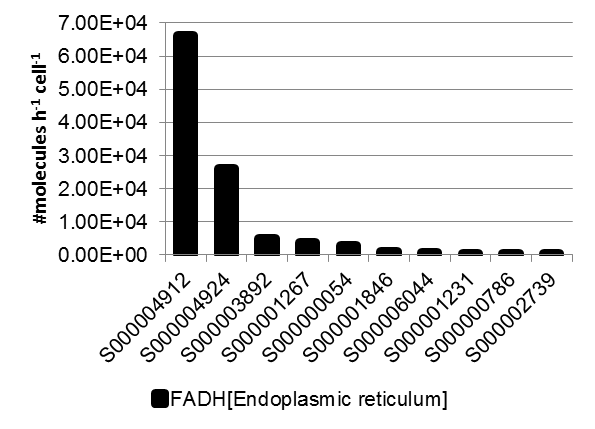 7.00E+04
6.00E+04
5.00E+04
4.00E+04
3.00E+04
2.00E+04
1.00E+04
0.00E+00
#molecules h-1 cell-1
S000004912
S000004924
S000003892
S000001267
S000000054
S000001846
S000006044
S000001231
S000000786
S000002739
FADH[Endoplasmic reticulum]